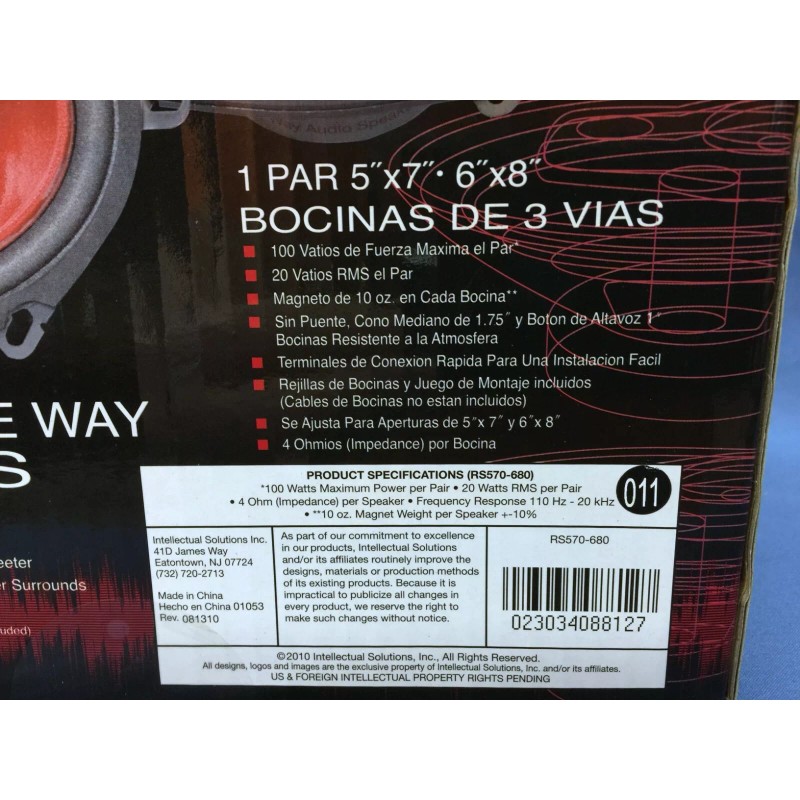 Way Audio Speaker
1 PAR 5"x7" • 6"x8"
BOCINAS DE 3 VIAS
100 Vatios de Fuerza Maxima el Par*
20 Vatios RMS el Par
Magneto de 10 oz. en Cada Bocina**
Sin Puente, Cono Mediano de 1.75" y Boton de Altavoz 1"
Bocinas Resistente a la Atmosfera
Terminales de Conexion Rapida Para Una Instalacion Facil
Rejillas de Bocinas y Juego de Montaje incluidos
(Cables de Bocinas no estan incluidos)
Se Ajusta Para Aperturas de 5"x 7" y 6"x 8"
4 Ohmios (Impedance) por Bocina
E WAY
S
eeter
er Surrounds
uded)
PRODUCT SPECIFICATIONS (RS570-680)
*100 Watts Maximum Power per Pair • 20 Watts RMS per Pair
• 4 Ohm (Impedance) per Speaker • Frequency Response 110 Hz - 20 kHz
• **10 oz. Magnet Weight per Speaker +-10%
011
Intellectual Solutions Inc.
41D James Way
Eatontown, NJ 07724
(732) 720-2713
Made in China
Hecho en China 01053
Rev. 081310
As part of our commitment to excellence
in our products, Intellectual Solutions
and/or its affiliates routinely improve the
designs, materials or production methods
of its existing products. Because it is
impractical to publicize all changes in
every product, we reserve the right to
make such changes without notice.
RS570-680
023034088127
©2010 Intellectual Solutions, Inc., All Rights Reserved.
All designs, logos and images are the exclusive property of Intellectual Solutions, Inc. and/or its affiliates.
US & FOREIGN INTELLECTUAL PROPERTY RIGHTS PENDING